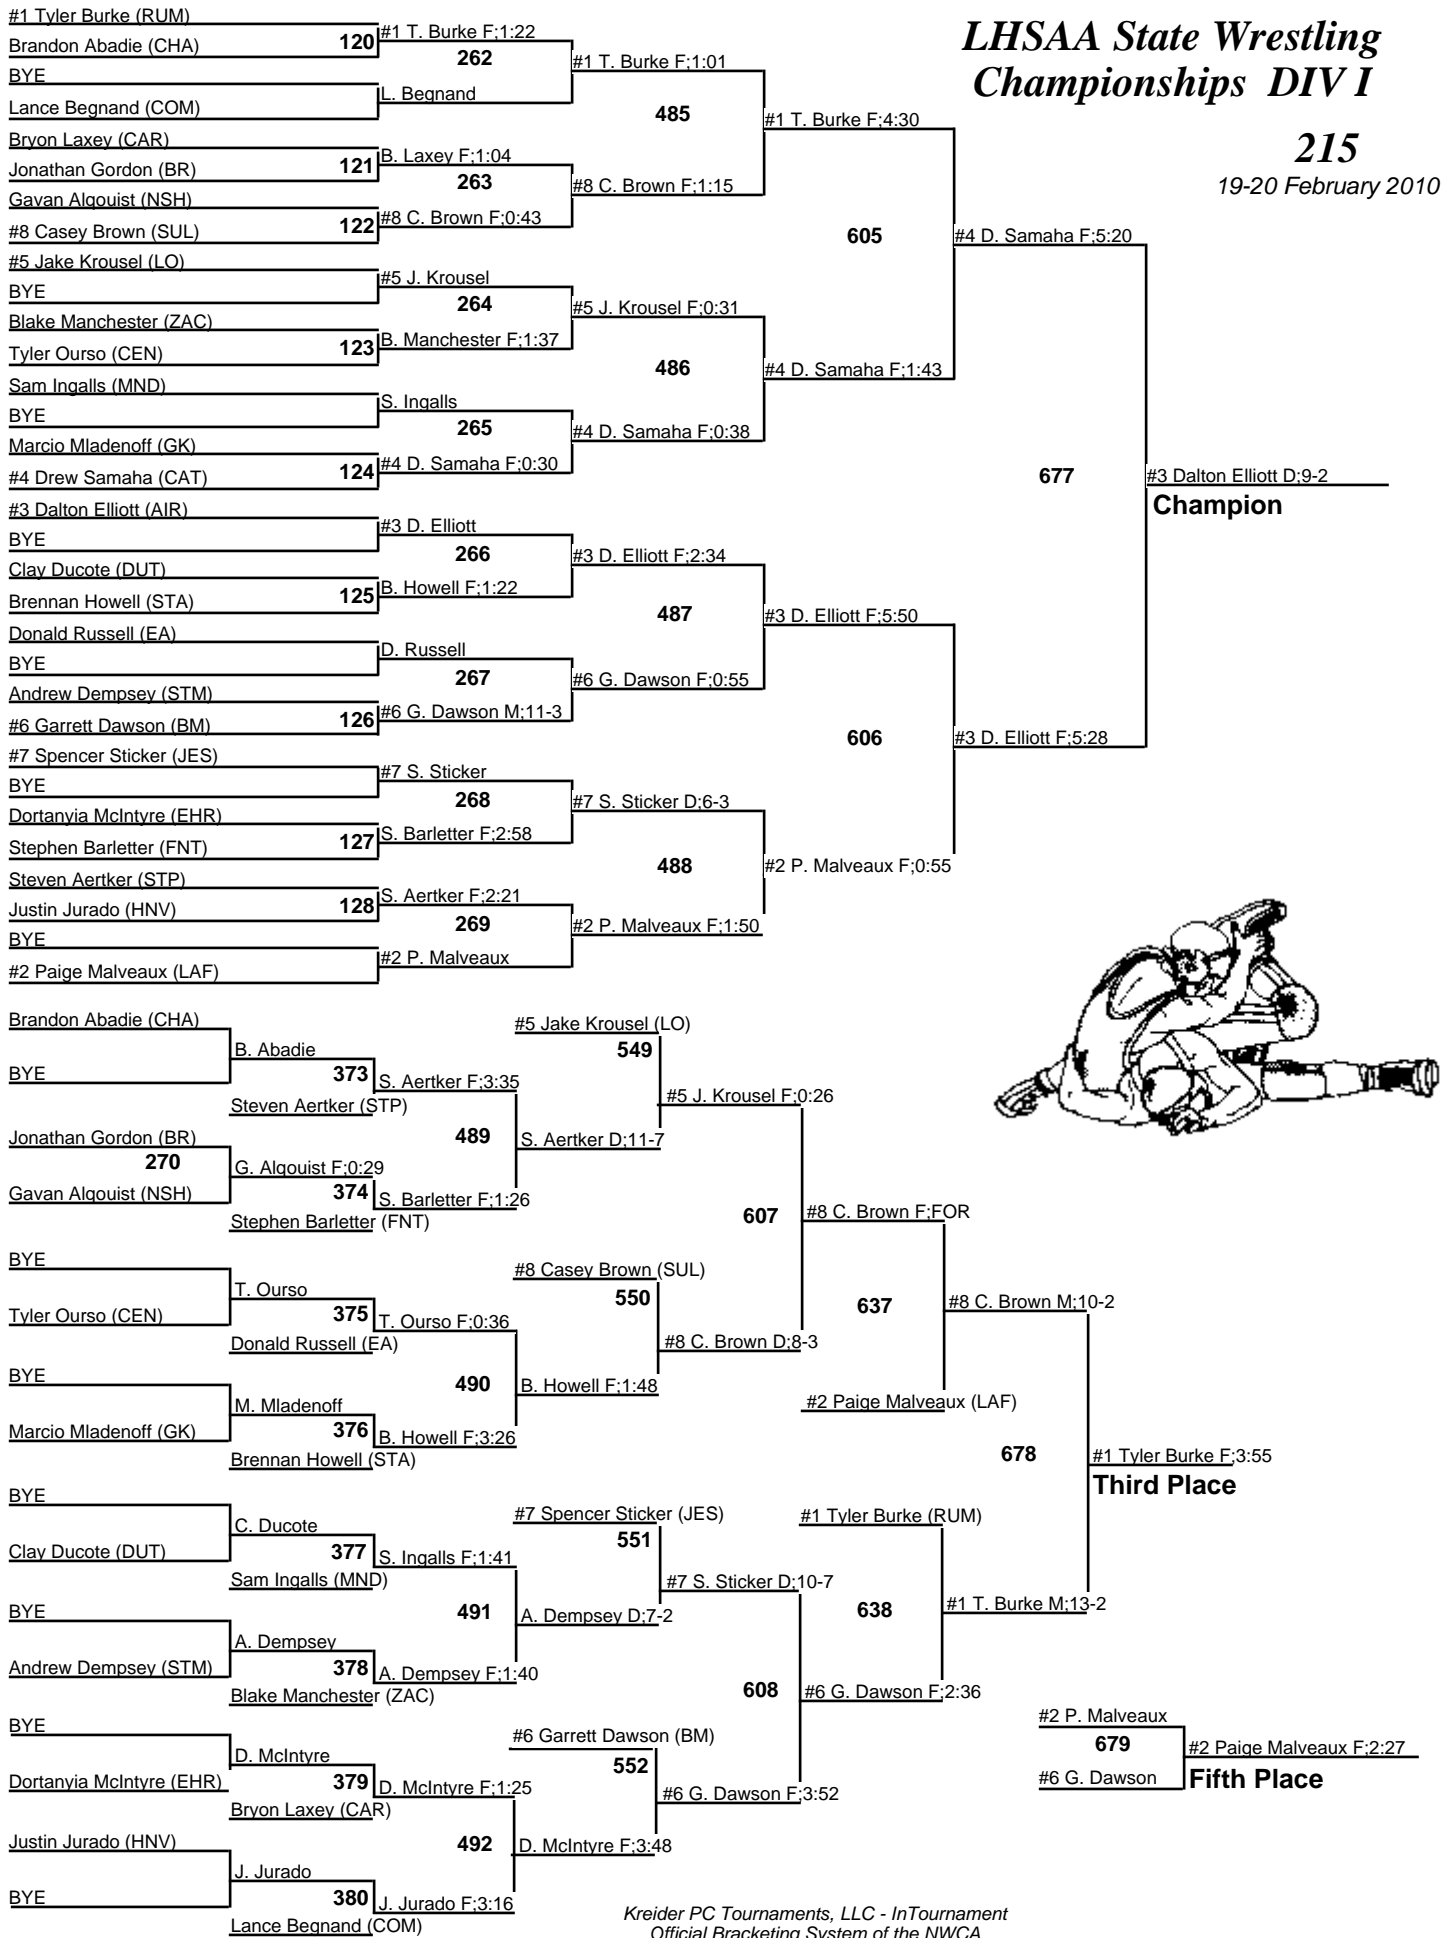 LHSAA State Wrestling
Championships DIV I
215
19-20 February 2010
#1 Tyler Burke (RUM)
Brandon Abadie (CHA)
120
#1 T. Burke F;1:22
BYE
262
Lance Begnand (COM)
L. Begnand
#1 T. Burke F;1:01
Bryon Laxey (CAR)
485
Jonathan Gordon (BR)
121
B. Laxey F;1:04
#1 T. Burke F;4:30
Gavan Alqouist (NSH)
263
#8 Casey Brown (SUL)
122
#8 C. Brown F;0:43
#8 C. Brown F;1:15
605
#4 D. Samaha F;5:20
#5 Jake Krousel (LO)
BYE
#5 J. Krousel
264
Blake Manchester (ZAC)
#5 J. Krousel F;0:31
Tyler Ourso (CEN)
123
B. Manchester F;1:37
486
#4 D. Samaha F;1:43
Sam Ingalls (MND)
BYE
S. Ingalls
265
Marcio Mladenoff (GK)
#4 D. Samaha F;0:38
#4 Drew Samaha (CAT)
124
#4 D. Samaha F;0:30
677
#3 Dalton Elliott D;9-2
Champion
#3 Dalton Elliott (AIR)
BYE
#3 D. Elliott
266
Clay Ducote (DUT)
#3 D. Elliott F;2:34
Brennan Howell (STA)
125
B. Howell F;1:22
487
#3 D. Elliott F;5:50
Donald Russell (EA)
BYE
D. Russell
267
Andrew Dempsey (STM)
#6 G. Dawson F;0:55
#6 Garrett Dawson (BM)
126
#6 G. Dawson M;11-3
606
#3 D. Elliott F;5:28
#7 Spencer Sticker (JES)
BYE
#7 S. Sticker
268
Dortanyia McIntyre (EHR)
#7 S. Sticker D;6-3
Stephen Barletter (FNT)
127
S. Barletter F;2:58
488
#2 P. Malveaux F;0:55
Steven Aertker (STP)
Justin Jurado (HNV)
128
S. Aertker F;2:21
269
BYE
#2 P. Malveaux F;1:50
#2 Paige Malveaux (LAF)
#2 P. Malveaux
Brandon Abadie (CHA)
BYE
B. Abadie
373
S. Aertker F;3:35
Steven Aertker (STP)
#5 Jake Krousel (LO)
549
#5 J. Krousel F;0:26
Jonathan Gordon (BR)
270
489
S. Aertker D;11-7
Gavan Alqouist (NSH)
G. Alqouist F;0:29
374
S. Barletter F;1:26
Stephen Barletter (FNT)
607
#8 C. Brown F;FOR
BYE
Tyler Ourso (CEN)
T. Ourso
375
T. Ourso F;0:36
Donald Russell (EA)
#8 Casey Brown (SUL)
550
#8 C. Brown D;8-3
637
#8 C. Brown M;10-2
BYE
490
B. Howell F;1:48
Marcio Mladenoff (GK)
M. Mladenoff
376
B. Howell F;3:26
Brennan Howell (STA)
#2 Paige Malveaux (LAF)
678
#1 Tyler Burke F;3:55
Third Place
BYE
Clay Ducote (DUT)
C. Ducote
377
S. Ingalls F;1:41
Sam Ingalls (MND)
#7 Spencer Sticker (JES)
551
#7 S. Sticker D;10-7
#1 Tyler Burke (RUM)
638
#1 T. Burke M;13-2
BYE
491
A. Dempsey D;7-2
Andrew Dempsey (STM)
A. Dempsey
378
A. Dempsey F;1:40
Blake Manchester (ZAC)
608
#6 G. Dawson F;2:36
BYE
Dortanyia McIntyre (EHR)
D. McIntyre
379
D. McIntyre F;1:25
Bryon Laxey (CAR)
#6 Garrett Dawson (BM)
552
#6 G. Dawson F;3:52
#2 P. Malveaux
679
#6 G. Dawson
#2 Paige Malveaux F;2:27
Fifth Place
Justin Jurado (HNV)
492
D. McIntyre F;3:48
BYE
J. Jurado
380
J. Jurado F;3:16
Lance Begnand (COM)
Kreider PC Tournaments, LLC - InTournament
Official Bracketing System of the NWCA